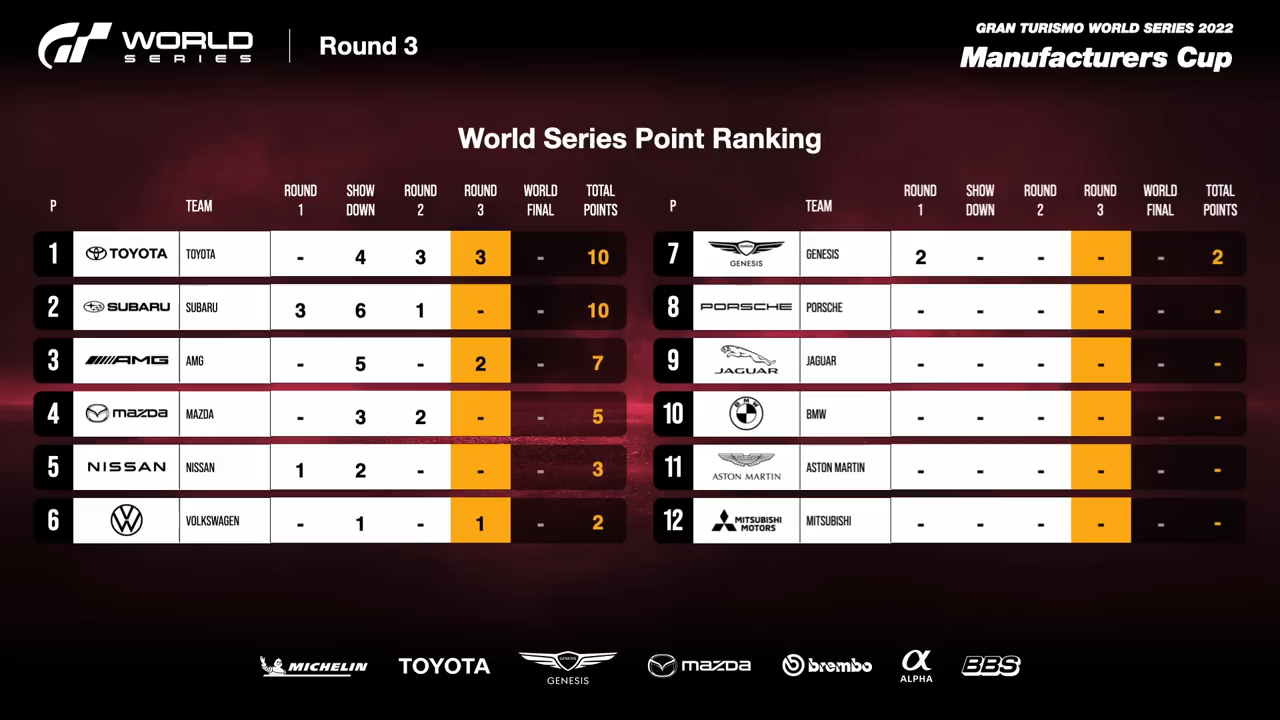 GT WORLD SERIES | Round 3
GRAN TURISMO WORLD SERIES 2022
Manufacturers Cup
World Series Point Ranking
P TEAM ROUND 1 SHOW DOWN ROUND 2 ROUND 3 WORLD FINAL TOTAL POINTS
1 TOYOTA TOYOTA - 4 3 3 - 10
2 SUBARU SUBARU 3 6 1 - - 10
3 AMG AMG - 5 - 2 - 7
4 mazda MAZDA - 3 2 - - 5
5 NISSAN NISSAN 1 2 - - - 3
6 VW VOLKSWAGEN - 1 - 1 - 2
P TEAM ROUND 1 SHOW DOWN ROUND 2 ROUND 3 WORLD FINAL TOTAL POINTS
7 GENESIS GENESIS 2 - - - - 2
8 PORSCHE PORSCHE - - - - - -
9 JAGUAR JAGUAR - - - - - -
10 BMW BMW - - - - - -
11 ASTON MARTIN ASTON MARTIN - - - - - -
12 MITSUBISHI MOTORS MITSUBISHI - - - - - -
MICHELIN TOYOTA GENESIS mazda brembo α ALPHA BBS